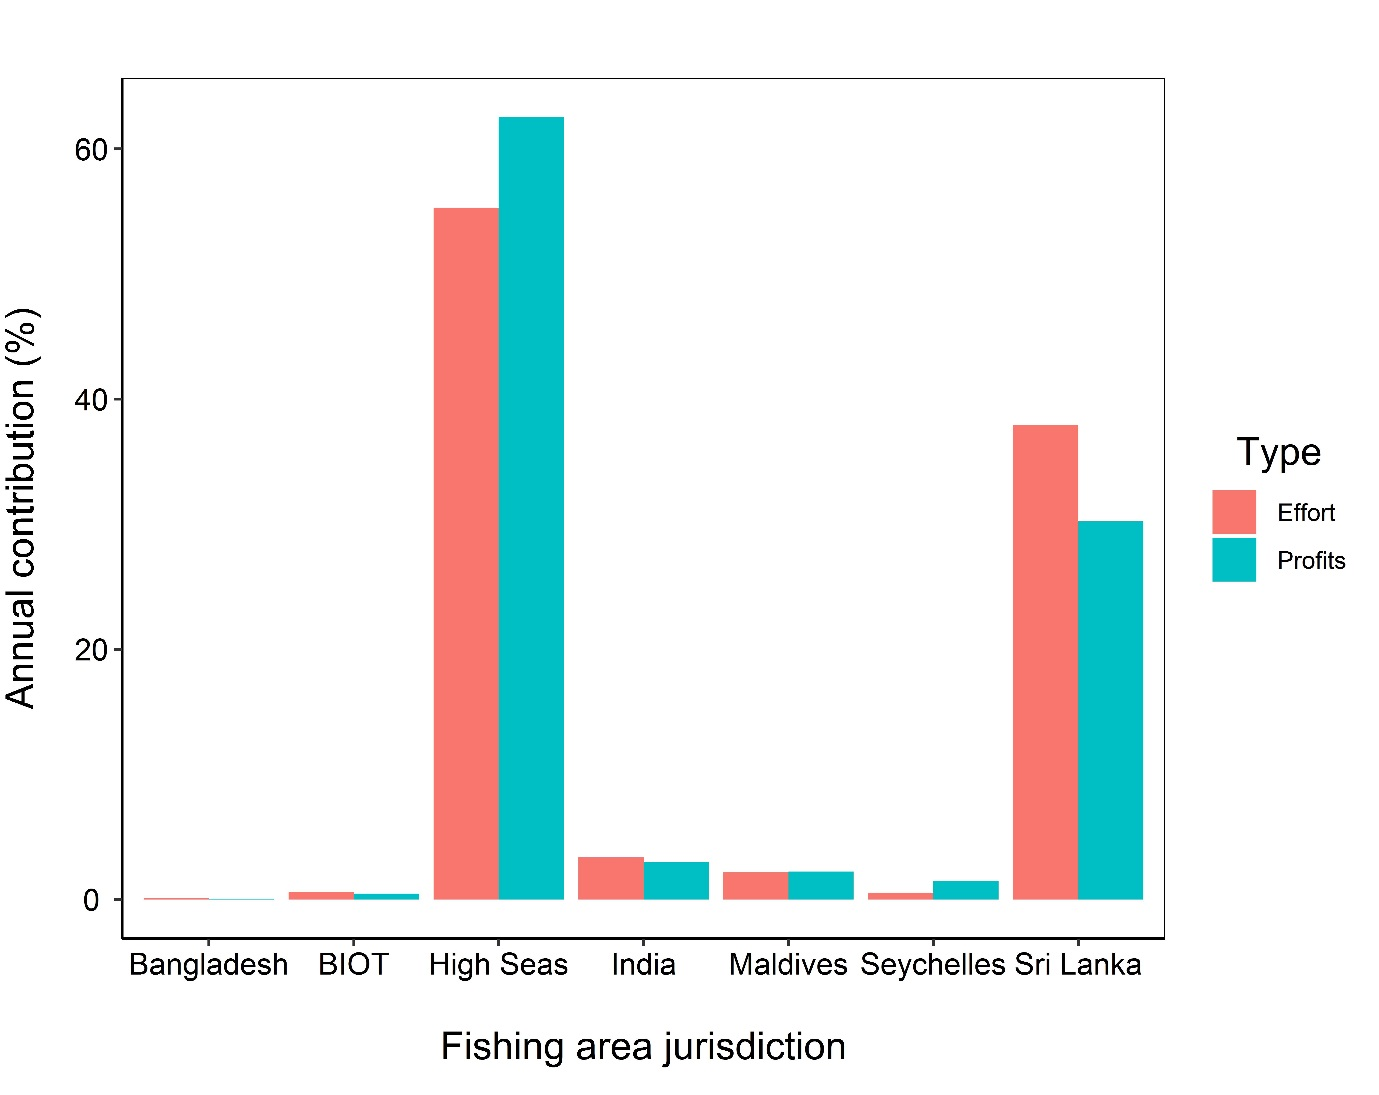 Annual contribution (%)
60
40
20
0
Bangladesh BIOT High Seas India Maldives Seychelles Sri Lanka
Fishing area jurisdiction
Type
Effort
Profits